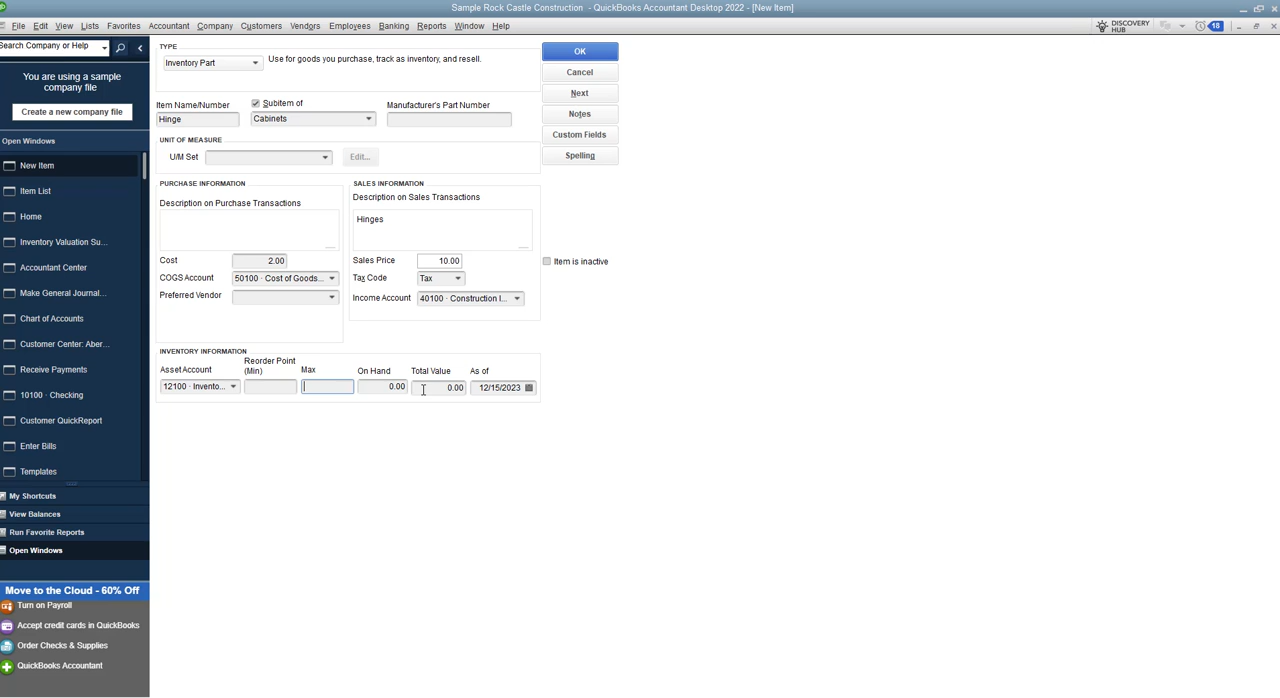 Sample Rock Castle Construction - QuickBooks Accountant Desktop 2022 - [New Item]
File Edit View Lists Favorites Accountant Company Customers Vendors Employees Banking Reports Window Help
DISCOVERY HUB 18
Search Company or Help
You are using a sample
company file
Create a new company file
Open Windows
New Item
Item List
Home
Inventory Valuation Su...
Accountant Center
Make General Journal...
Chart of Accounts
Customer Center: Aber...
Receive Payments
10100 · Checking
Customer QuickReport
Enter Bills
Templates
My Shortcuts
View Balances
Run Favorite Reports
Open Windows
Move to the Cloud - 60% Off
Turn on Payroll
Accept credit cards in QuickBooks
Order Checks & Supplies
QuickBooks Accountant
TYPE
Inventory Part
Use for goods you purchase, track as inventory, and resell.
Item Name/Number Subitem of Manufacturer's Part Number
Hinge Cabinets
UNIT OF MEASURE
U/M Set Edit...
PURCHASE INFORMATION
Description on Purchase Transactions
Cost 2.00
COGS Account 50100 · Cost of Goods...
Preferred Vendor
SALES INFORMATION
Description on Sales Transactions
Hinges
Sales Price 10.00
Tax Code Tax
Income Account 40100 · Construction I...
INVENTORY INFORMATION
Asset Account Reorder Point (Min) Max On Hand Total Value As of
12100 · Invento... 0.00 0.00 12/15/2023
OK
Cancel
Next
Notes
Custom Fields
Spelling
Item is inactive